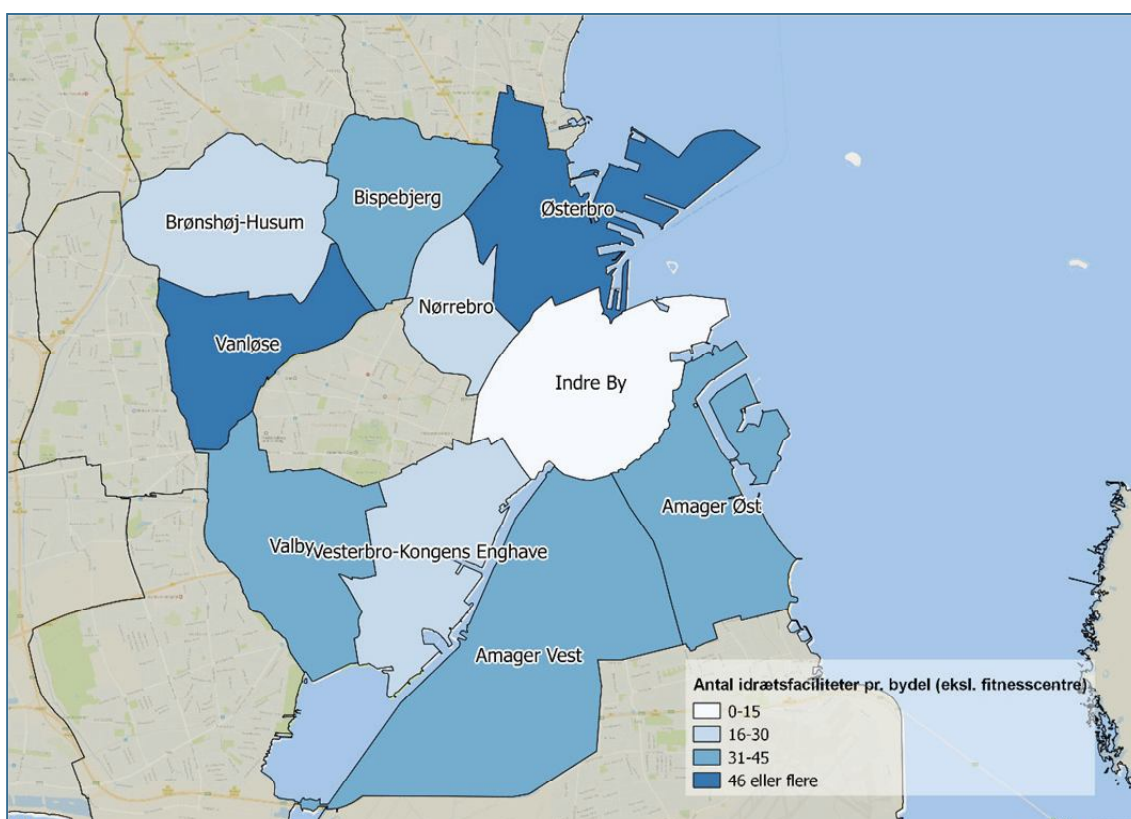 Østerbro
Bispebjerg
Brønshøj-Husum
Nørrebro
Vanløse
Indre By
Amager Øst
Valby
Vesterbro-Kongens Enghave
Amager Vest
Antal idrætsfaciliteter pr. bydel (eksl. fitnesscentre)
0-15
16-30
31-45
46 eller flere